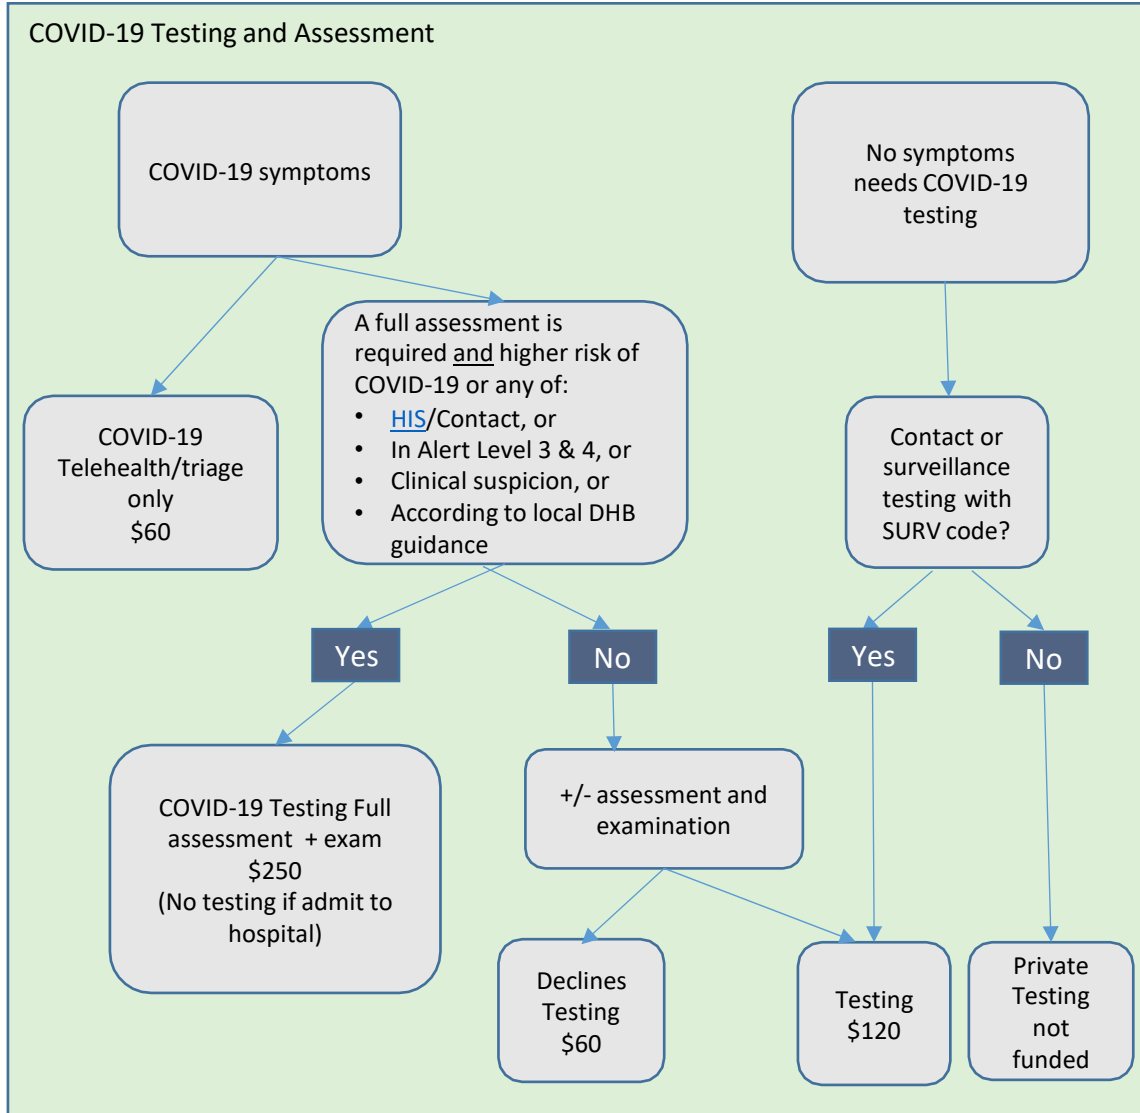 COVID-19 Testing and Assessment
COVID-19 symptoms
No symptoms
needs COVID-19
testing
A full assessment is
required and higher risk of
COVID-19 or any of:
• HIS/Contact, or
• In Alert Level 3 & 4, or
• Clinical suspicion, or
• According to local DHB
guidance
COVID-19
Telehealth/triage
only
$60
Contact or
surveillance
testing with
SURV code?
Yes
No
Yes
No
COVID-19 Testing Full
assessment + exam
$250
(No testing if admit to
hospital)
+/- assessment and
examination
Declines
Testing
$60
Testing
$120
Private
Testing
not
funded